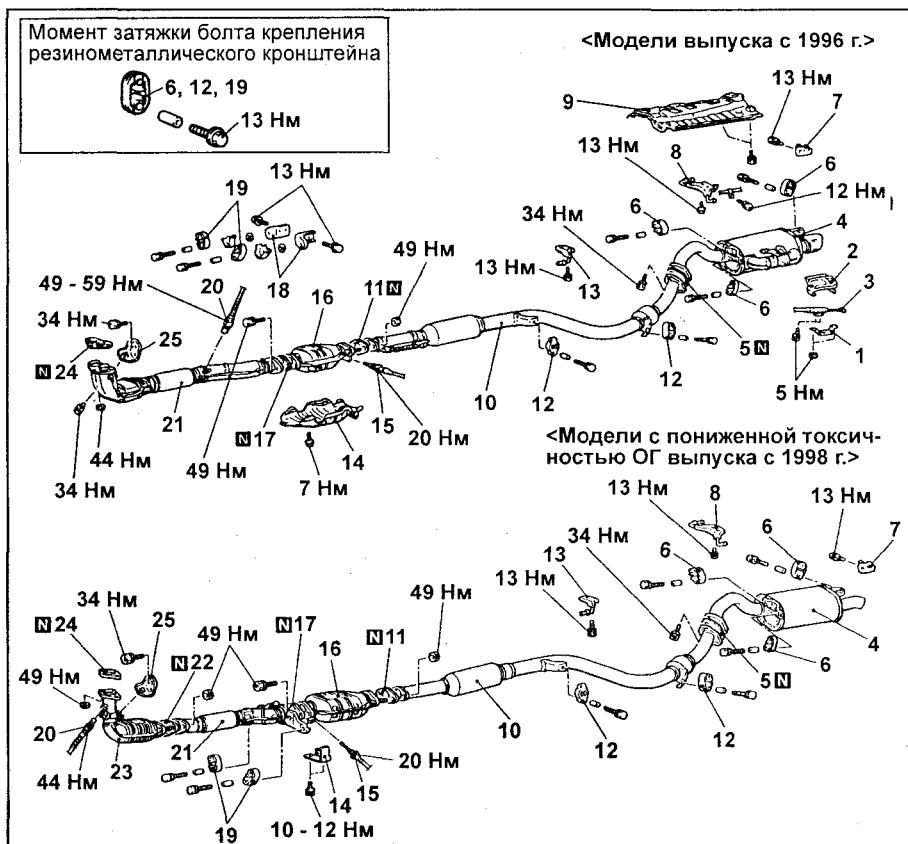 Момент затяжки болта крепления
резинометаллического кронштейна
6, 12, 19
13 Нм
<Модели выпуска с 1996 г.>
9
13 Нм
7
13 Нм
8
6
12 Нм
13 Нм
19
6
4
34 Нм
2
49 Нм
49 - 59 Нм
20
18
16
11 N
13 Нм
13
6
3
34 Нм
25
N 24
5 N
1
10
12
12
5 Нм
21
N 17
15
20 Нм
44 Нм
49 Нм
14
34 Нм
7 Нм
<Модели с пониженной токсич-
ностью ОГ выпуска с 1998 г.>
13 Нм
8
13 Нм
6
7
34 Нм
6
13
13 Нм
49 Нм
34 Нм
N 24
25
49 Нм
N 17
16
N 11
4
N 22
49 Нм
6
10
5 N
20
21
12
12
44 Нм
23
20 Нм
19
14
15
10 - 12 Нм